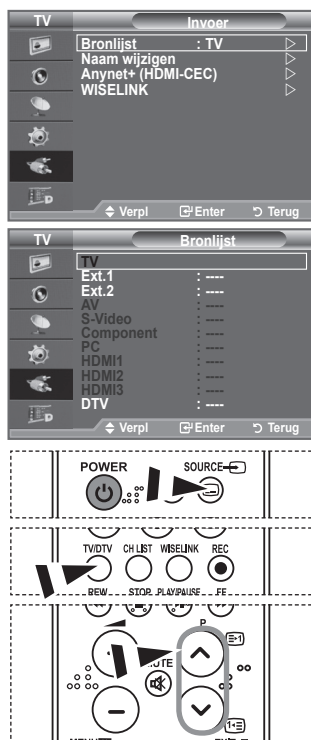 TV Invoer
Bronlijst : TV
Naam wijzigen
Anynet+ (HDMI-CEC)
WISELINK
Verpl Enter Terug
TV Bronlijst
TV
Ext.1 : ----
Ext.2 : ----
AV : ----
S-Video : ----
Component : ----
PC : ----
HDMI1 : ----
HDMI2 : ----
HDMI3 : ----
DTV : ----
Verpl Enter Terug
POWER SOURCE
TV/DTV CH LIST WISELINK REC
REW STOP PLAY/PAUSE FF
P
MUTE
MENU